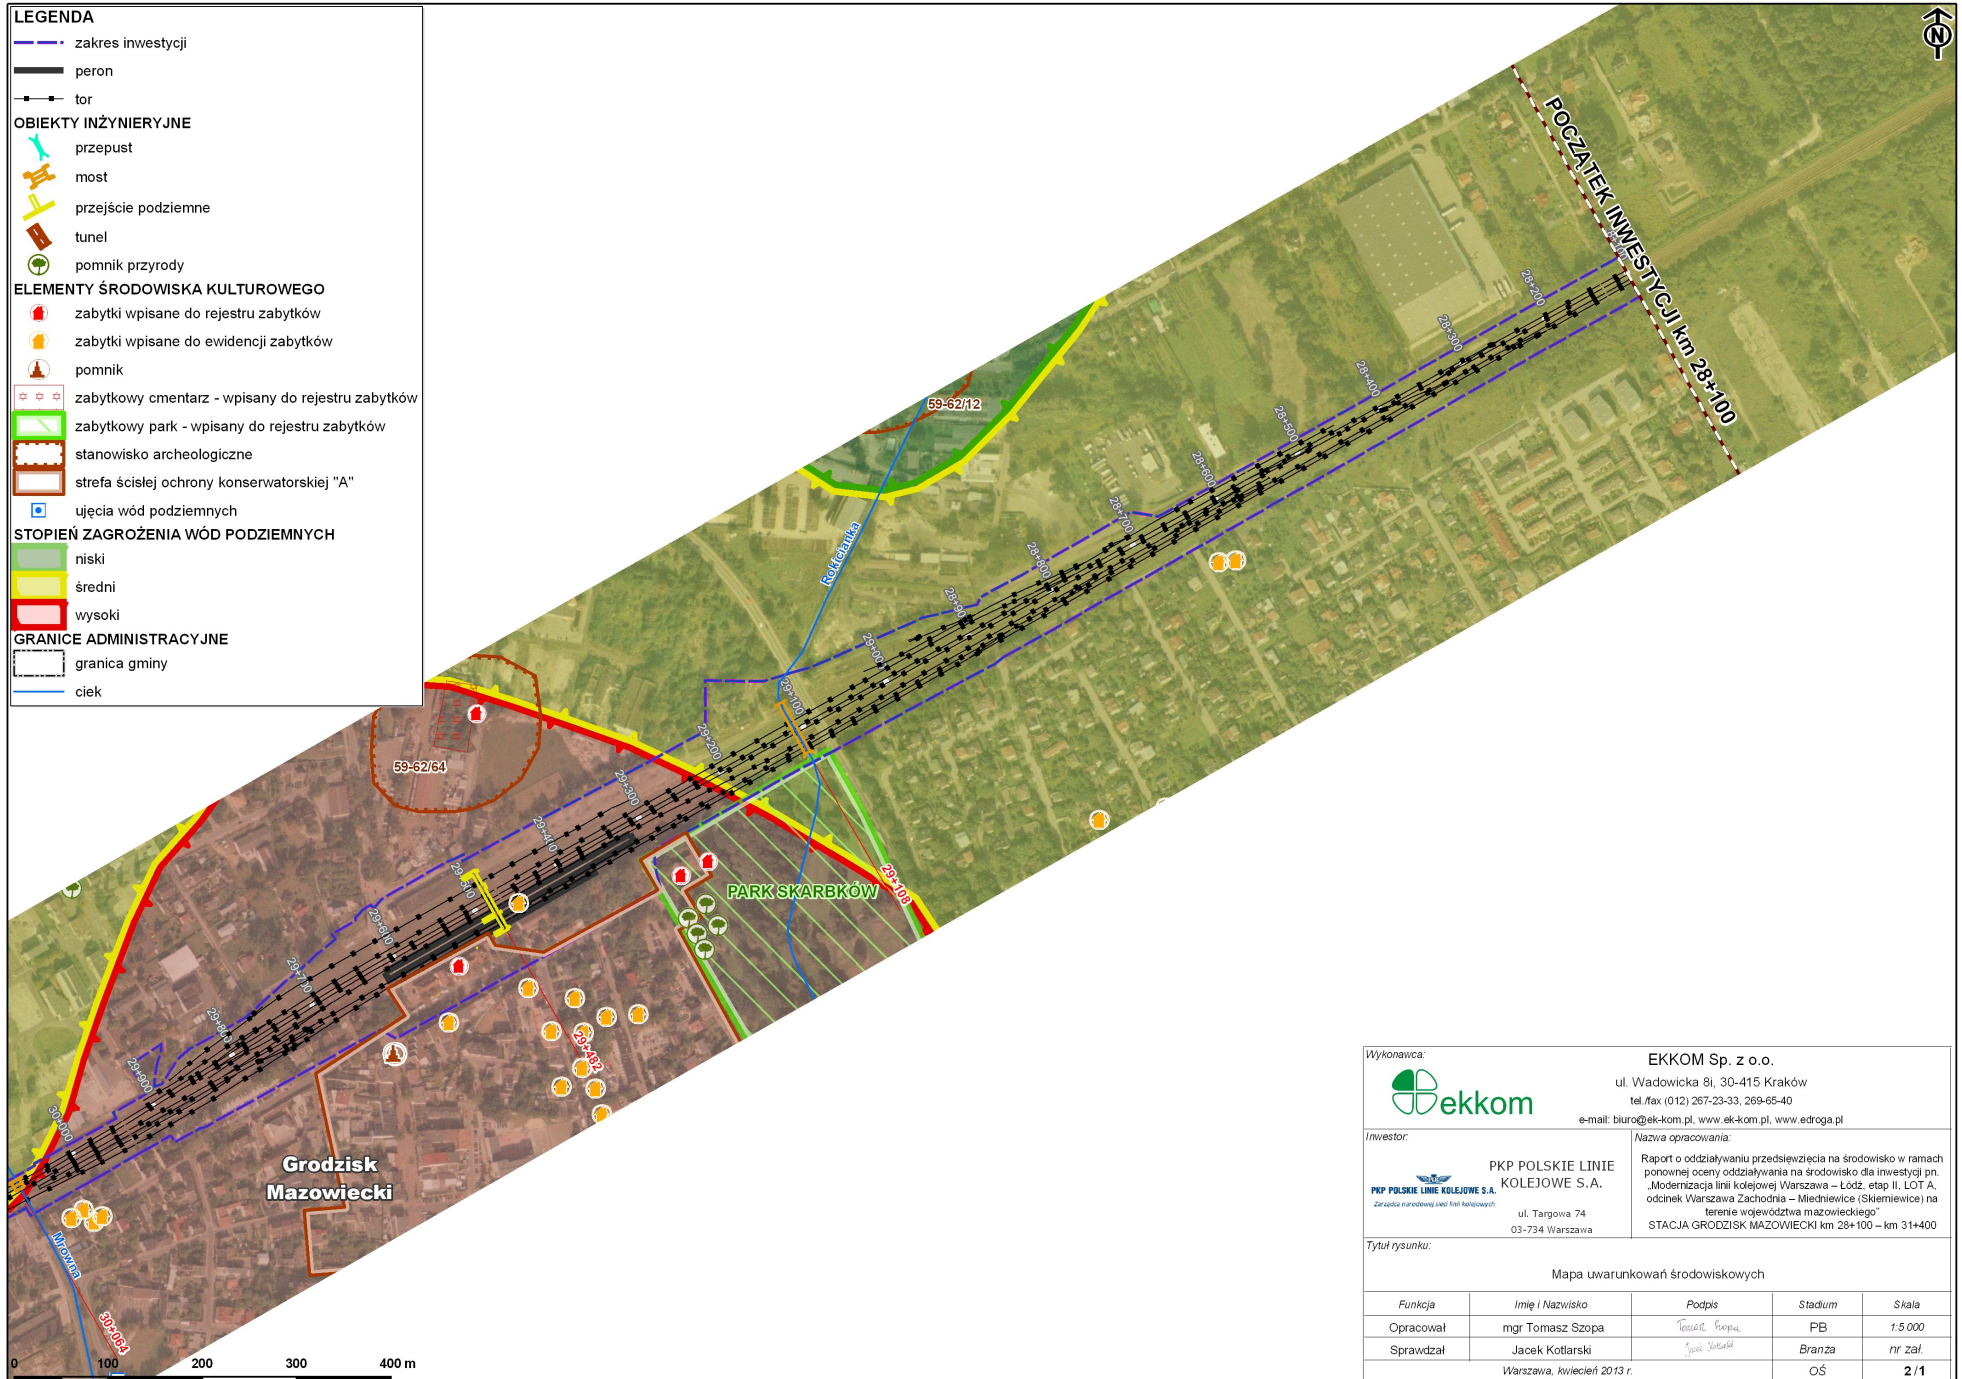 LEGENDA
zakres inwestycji
peron
tor
OBIEKTY INŻYNIERYJNE
przepust
most
przejście podziemne
tunel
pomnik przyrody
ELEMENTY ŚRODOWISKA KULTUROWEGO
zabytki wpisane do rejestru zabytków
zabytki wpisane do ewidencji zabytków
pomnik
zabytkowy cmentarz - wpisany do rejestru zabytków
zabytkowy park - wpisany do rejestru zabytków
stanowisko archeologiczne
strefa ścisłej ochrony konserwatorskiej "A"
ujęcia wód podziemnych
STOPIEŃ ZAGROŻENIA WÓD PODZIEMNYCH
niski
średni
wysoki
GRANICE ADMINISTRACYJNE
granica gminy
ciek
N
POCZĄTEK INWESTYCJI km 28+100
28+200
28+300
28+400
28+500
28+600
28+700
28+800
29+100
29+200
29+300
29+600
29+800
29+900
30+000
59-62/12
Rokicianka
59-62/64
PARK SKARBKÓW
29+108
29+482
Grodzisk
Mazowiecki
Mrowna
30+064
0 100 200 300 400 m
Wykonawca:
ekkom
EKKOM Sp. z o.o.
ul. Wadowicka 8i, 30-415 Kraków
tel./fax (012) 267-23-33, 269-65-40
e-mail: biuro@ek-kom.pl, www.ek-kom.pl, www.edroga.pl
Inwestor:
PKP POLSKIE LINIE KOLEJOWE S.A.
Zarządca narodowej sieci linii kolejowych
PKP POLSKIE LINIE
KOLEJOWE S.A.
ul. Targowa 74
03-734 Warszawa
Nazwa opracowania:
Raport o oddziaływaniu przedsięwzięcia na środowisko w ramach
ponownej oceny oddziaływania na środowisko dla inwestycji pn.
„Modernizacja linii kolejowej Warszawa – Łódź, etap II, LOT A,
odcinek Warszawa Zachodnia – Miedniewice (Skierniewice) na
terenie województwa mazowieckiego”
STACJA GRODZISK MAZOWIECKI km 28+100 – km 31+400
Tytuł rysunku:
Mapa uwarunkowań środowiskowych
Funkcja Imię i Nazwisko Podpis Stadium Skala
Opracował mgr Tomasz Szopa PB 1:5 000
Sprawdzał Jacek Kotlarski Branża nr zał.
Warszawa, kwiecień 2013 r. OŚ 2/1